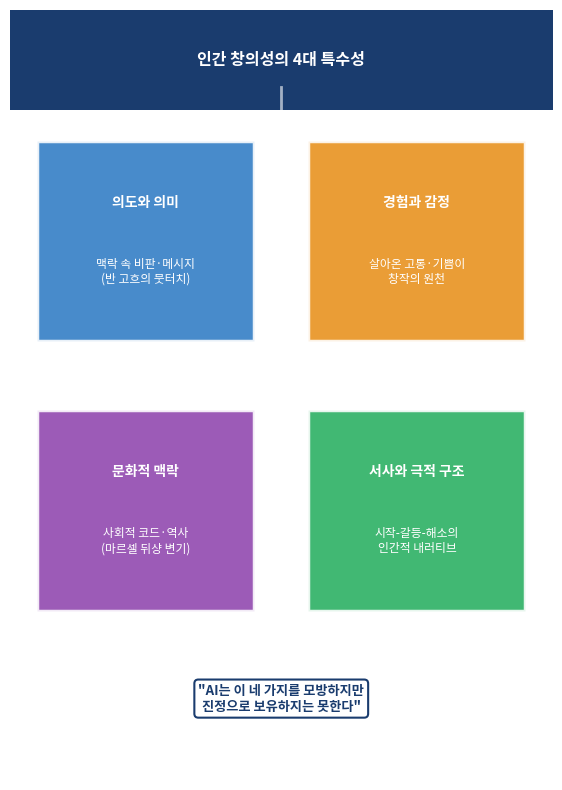 인간 창의성의 4대 특수성
의도와 의미
맥락 속 비판·메시지
(반 고흐의 붓터치)
경험과 감정
살아온 고통·기쁨이
창작의 원천
문화적 맥락
사회적 코드·역사
(마르셀 뒤샹 변기)
서사와 극적 구조
시작-갈등-해소의
인간적 내러티브
"AI는 이 네 가지를 모방하지만
진정으로 보유하지는 못한다"